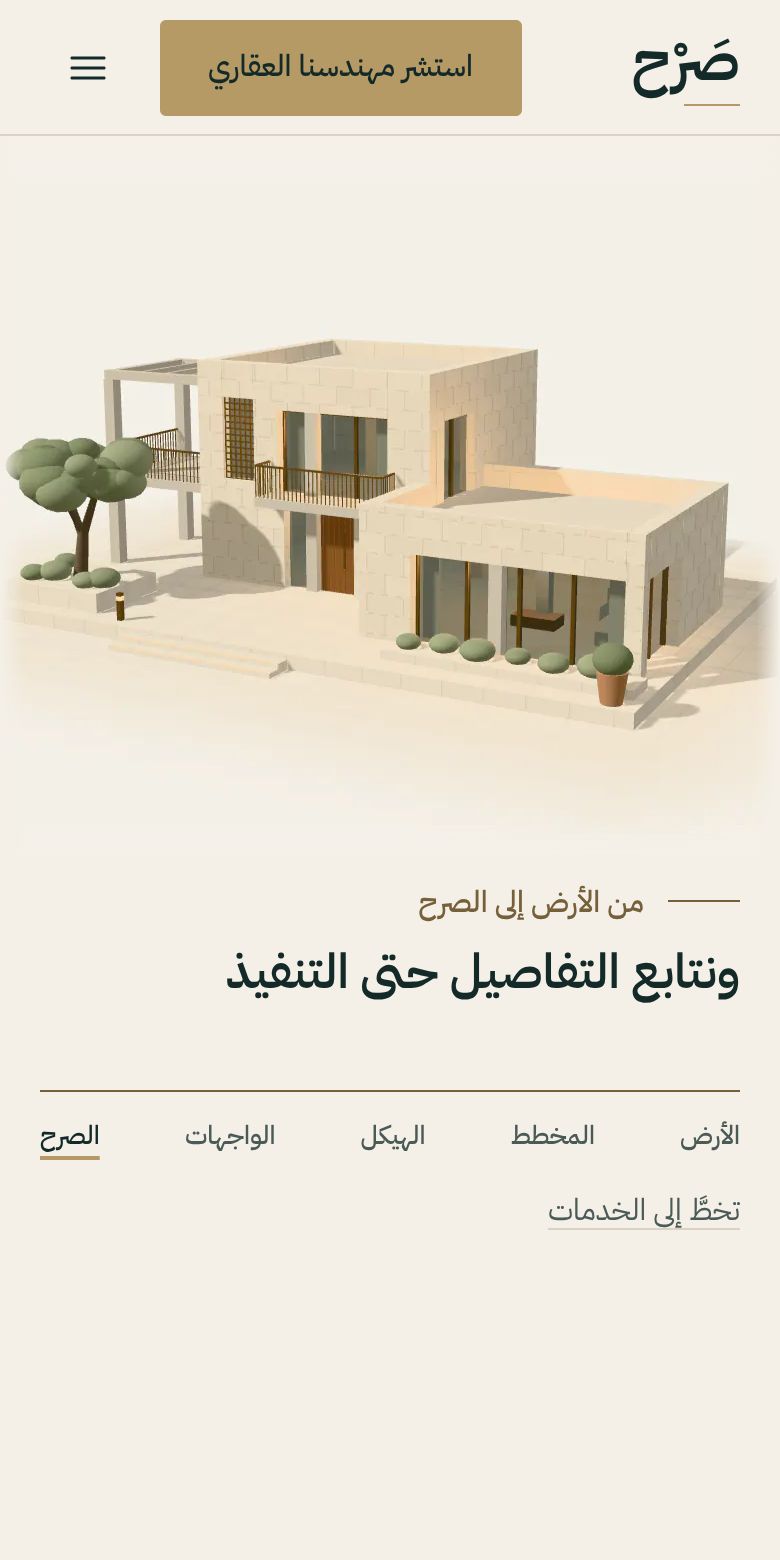 صَرْح
استشر مهندسنا العقاري
من الأرض إلى الصرح
ونتابع التفاصيل حتى التنفيذ
الأرض المخطط الهيكل الواجهات الصرح
تخطَّ إلى الخدمات